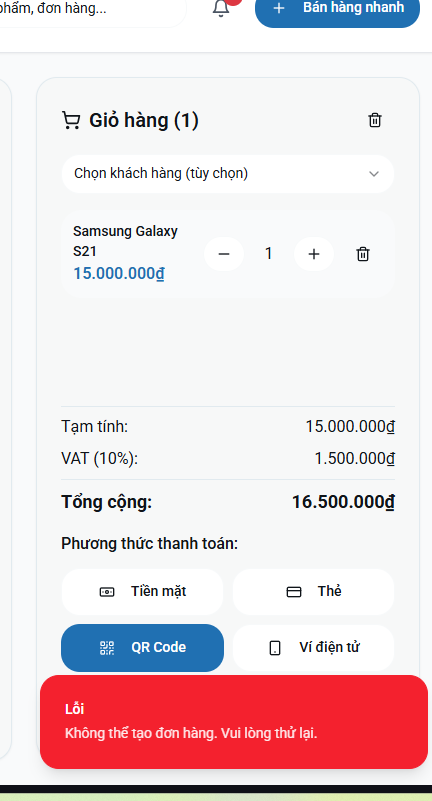 phẩm, đơn hàng...
Bán hàng nhanh
Giỏ hàng (1)
Chọn khách hàng (tùy chọn)
Samsung Galaxy
S21
15.000.000₫
1
Tạm tính: 15.000.000₫
VAT (10%): 1.500.000₫
Tổng cộng: 16.500.000₫
Phương thức thanh toán:
Tiền mặt
Thẻ
QR Code
Ví điện tử
Lỗi
Không thể tạo đơn hàng. Vui lòng thử lại.